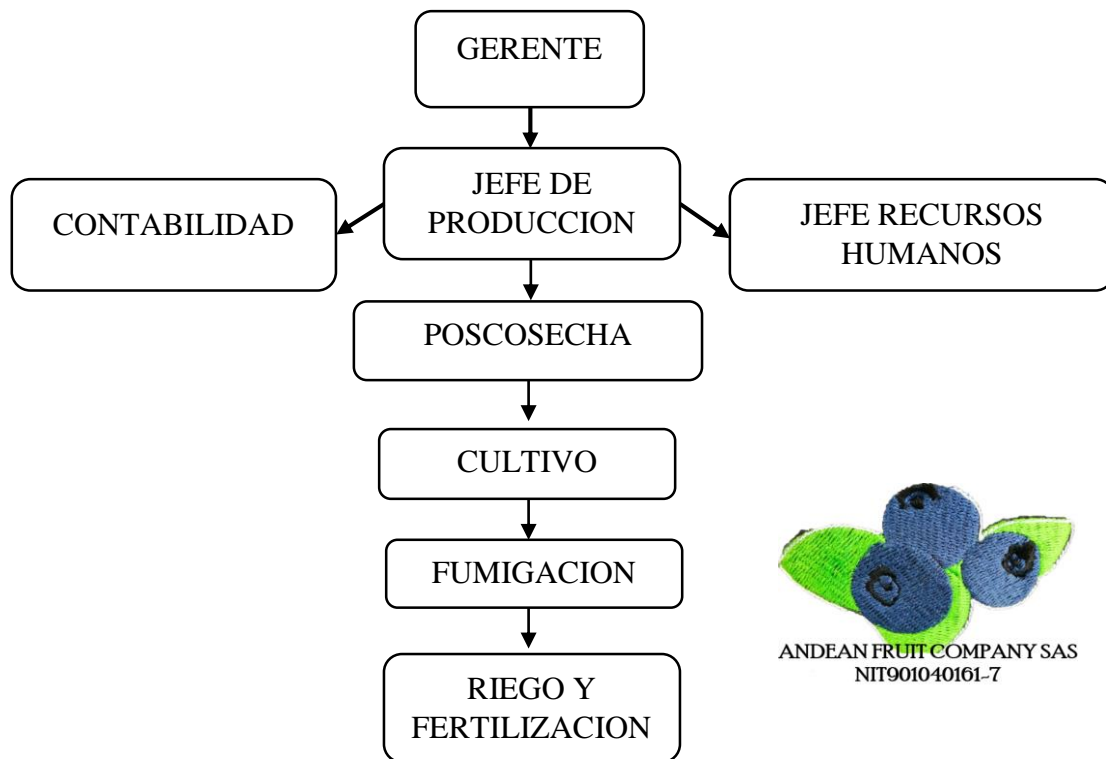 GERENTE
JEFE DE
PRODUCCION
CONTABILIDAD
JEFE RECURSOS
HUMANOS
POSCOSECHA
CULTIVO
FUMIGACION
RIEGO Y
FERTILIZACION
ANDEAN FRUIT COMPANY SAS
NIT901040161-7